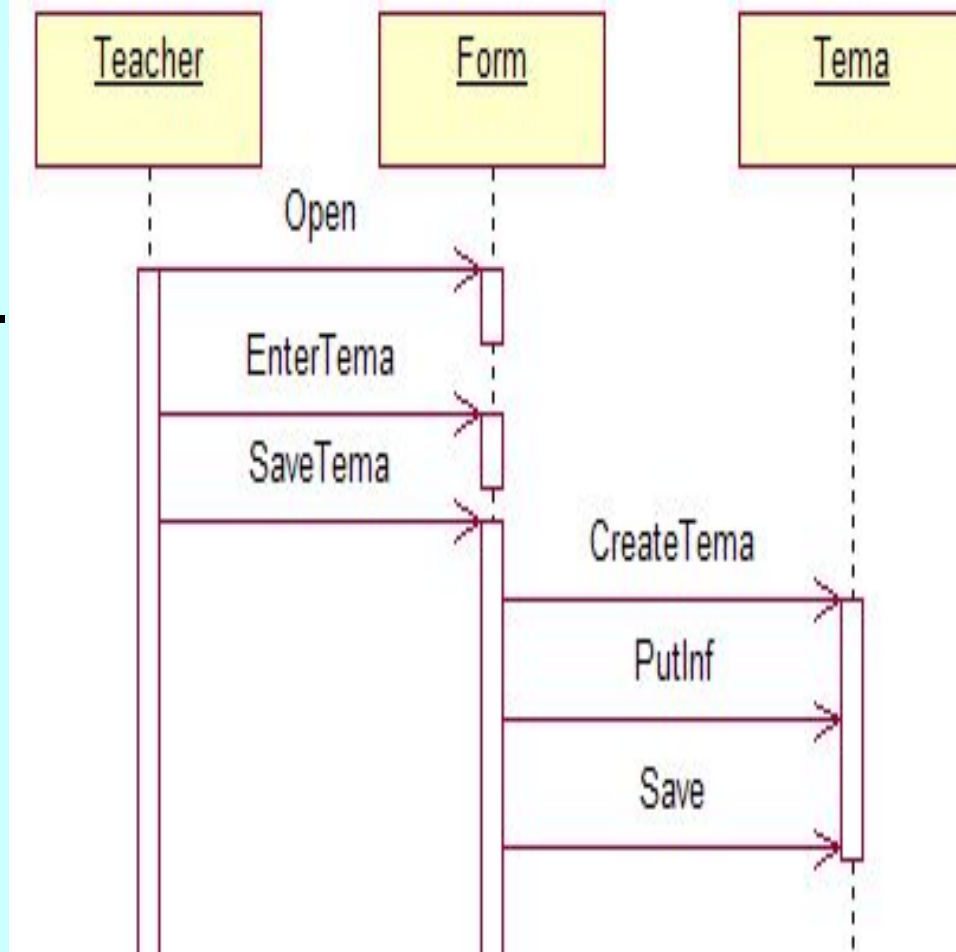 Teacher
Form
Tema
Open
EnterTema
SaveTema
CreateTema
PutInf
Save